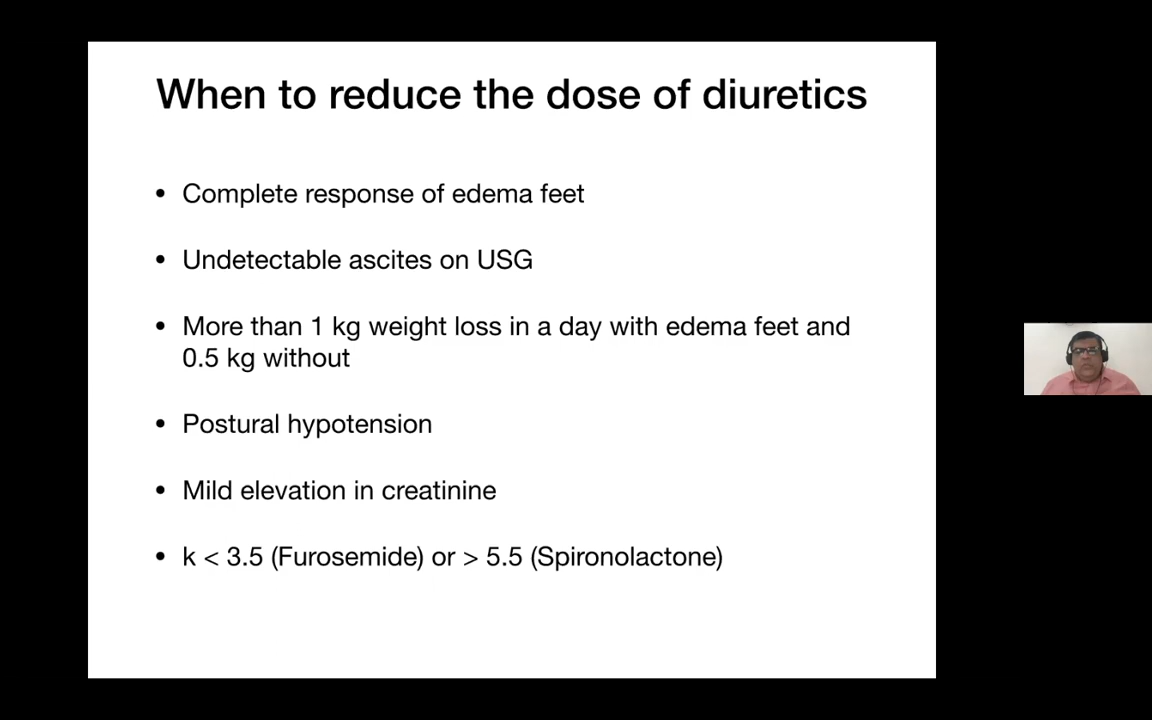 When to reduce the dose of diuretics
• Complete response of edema feet
• Undetectable ascites on USG
• More than 1 kg weight loss in a day with edema feet and
0.5 kg without
• Postural hypotension
• Mild elevation in creatinine
• k < 3.5 (Furosemide) or > 5.5 (Spironolactone)